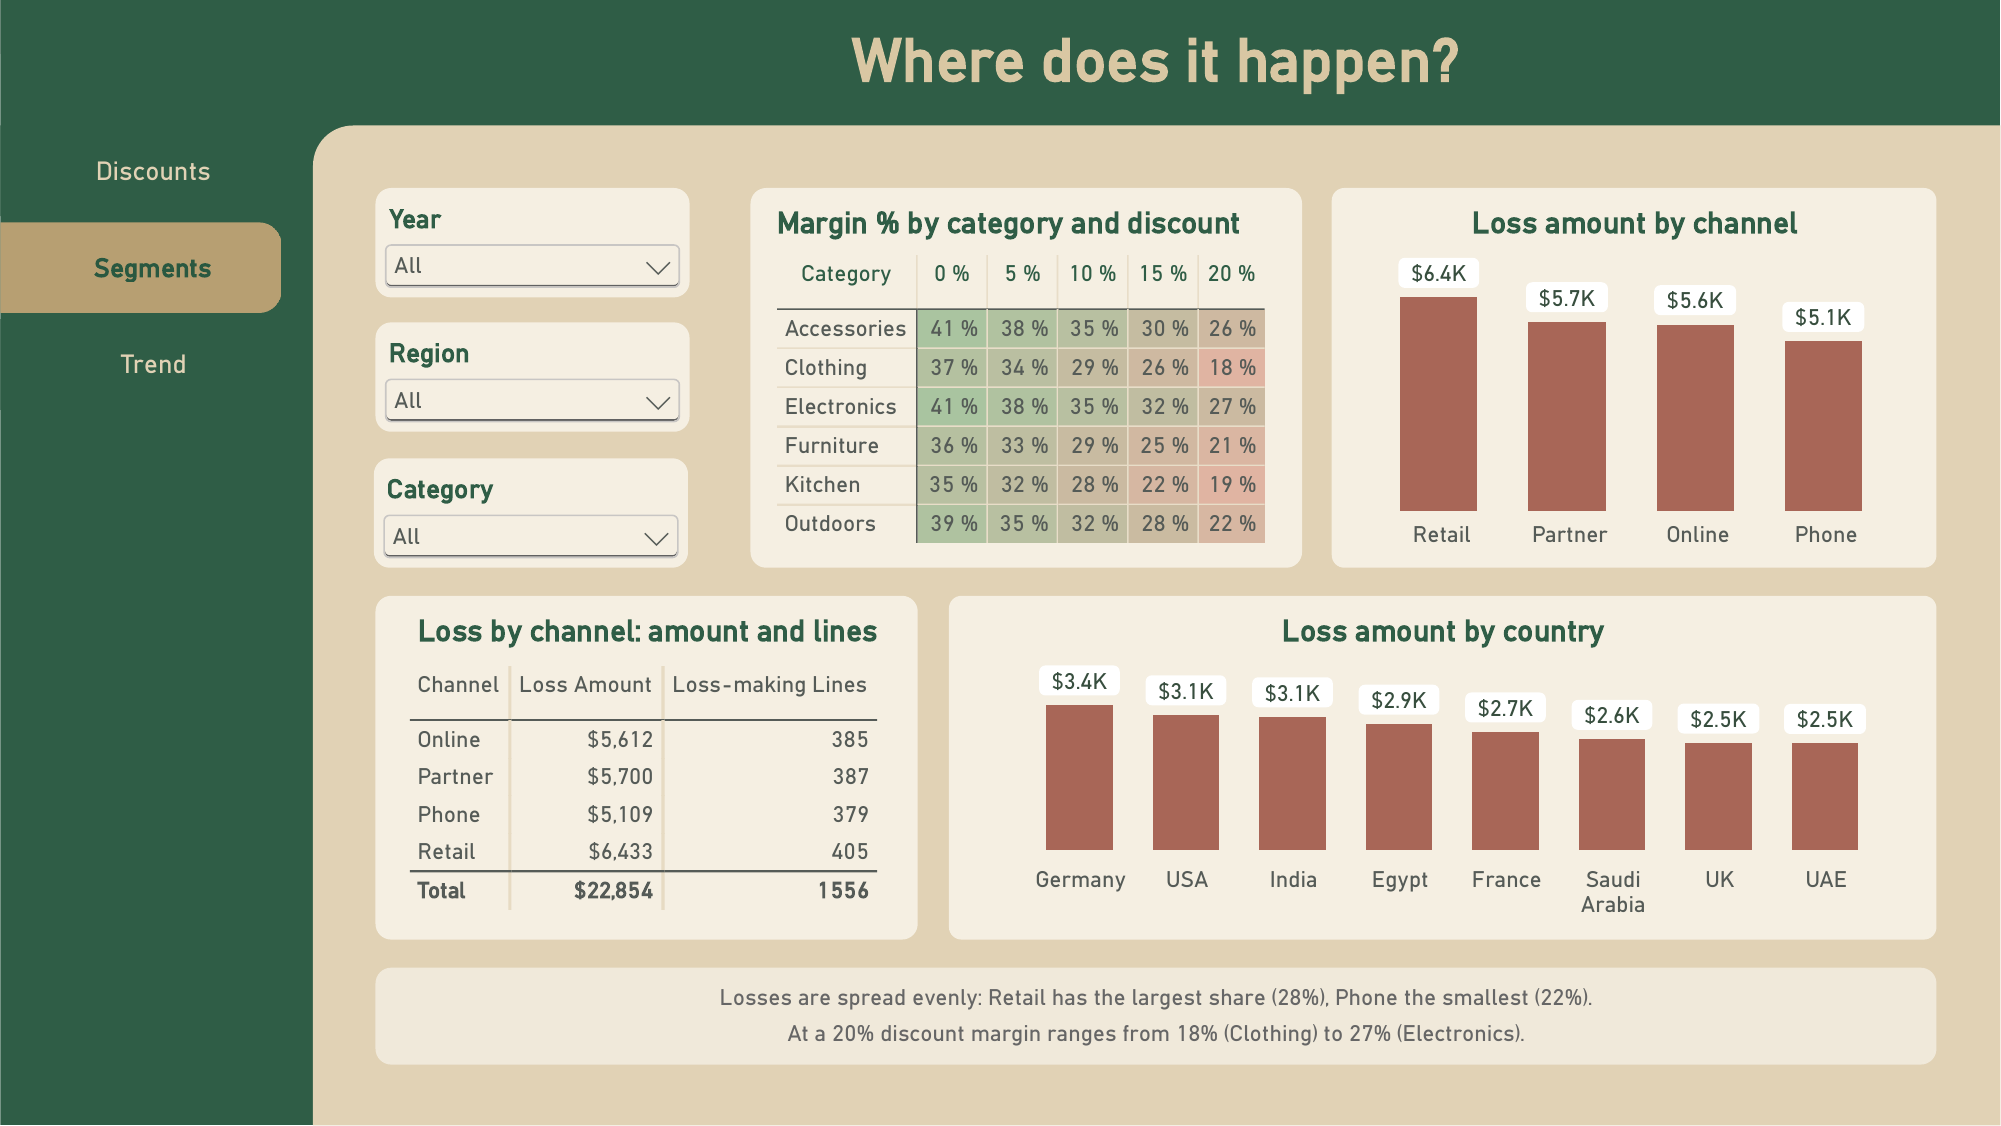 Where does it happen?
Discounts
Segments
Trend
Year
All
Region
All
Category
All
Margin % by category and discount
Category 0 % 5 % 10 % 15 % 20 %
Accessories 41 % 38 % 35 % 30 % 26 %
Clothing 37 % 34 % 29 % 26 % 18 %
Electronics 41 % 38 % 35 % 32 % 27 %
Furniture 36 % 33 % 29 % 25 % 21 %
Kitchen 35 % 32 % 28 % 22 % 19 %
Outdoors 39 % 35 % 32 % 28 % 22 %
Loss amount by channel
$6.4K $5.7K $5.6K $5.1K
Retail Partner Online Phone
Loss by channel: amount and lines
Channel Loss Amount Loss-making Lines
Online $5,612 385
Partner $5,700 387
Phone $5,109 379
Retail $6,433 405
Total $22,854 1556
Loss amount by country
$3.4K $3.1K $3.1K $2.9K $2.7K $2.6K $2.5K $2.5K
Germany USA India Egypt France Saudi UK UAE
Arabia
Losses are spread evenly: Retail has the largest share (28%), Phone the smallest (22%).
At a 20% discount margin ranges from 18% (Clothing) to 27% (Electronics).